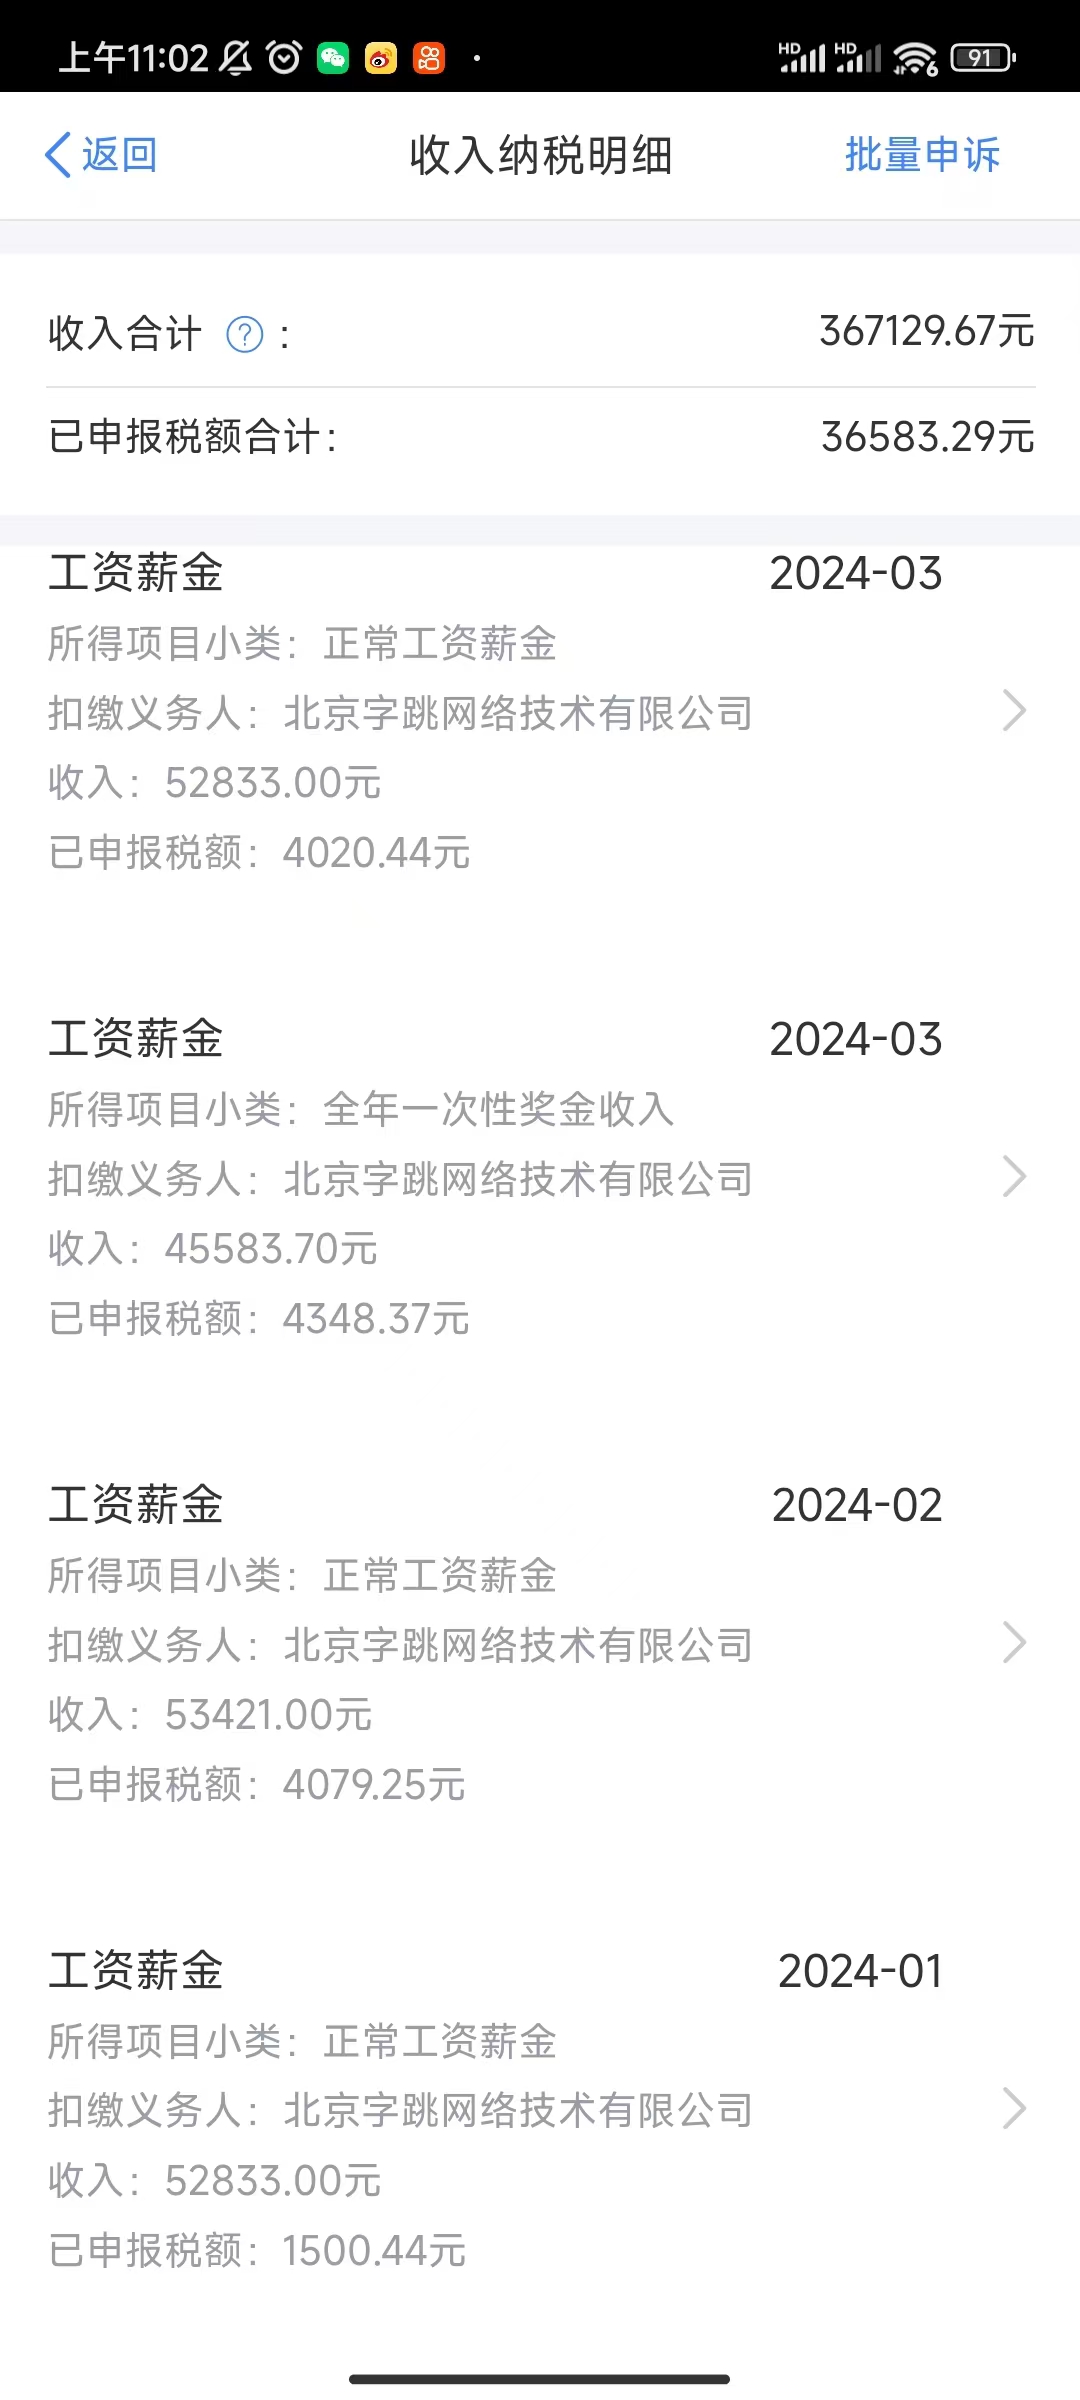 上午11:02
HD HD 6 91
返回 收入纳税明细 批量申诉
收入合计 ? : 367129.67元
已申报税额合计: 36583.29元
工资薪金 2024-03
所得项目小类: 正常工资薪金
扣缴义务人: 北京字跳网络技术有限公司
收入: 52833.00元
已申报税额: 4020.44元
工资薪金 2024-03
所得项目小类: 全年一次性奖金收入
扣缴义务人: 北京字跳网络技术有限公司
收入: 45583.70元
已申报税额: 4348.37元
工资薪金 2024-02
所得项目小类: 正常工资薪金
扣缴义务人: 北京字跳网络技术有限公司
收入: 53421.00元
已申报税额: 4079.25元
工资薪金 2024-01
所得项目小类: 正常工资薪金
扣缴义务人: 北京字跳网络技术有限公司
收入: 52833.00元
已申报税额: 1500.44元